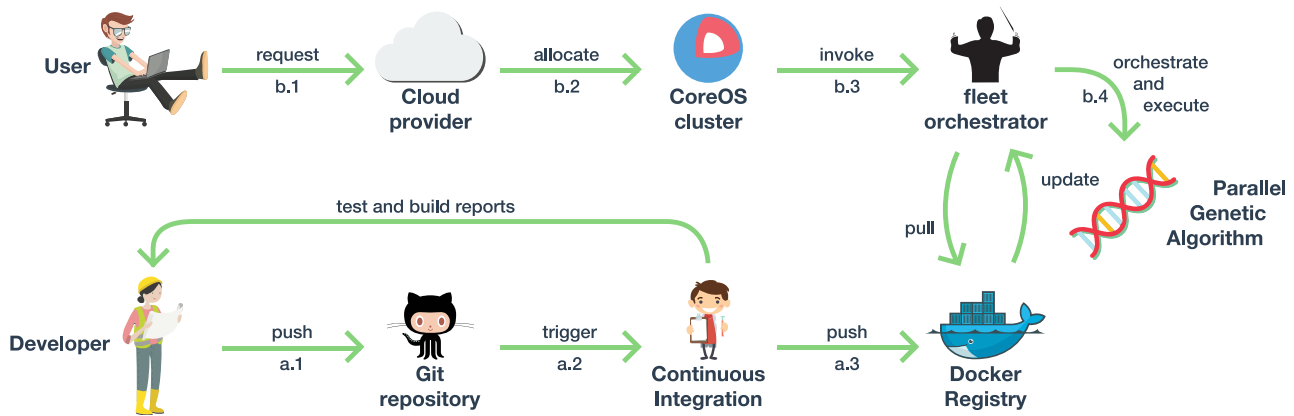 User
request
b.1
Cloud
provider
allocate
b.2
CoreOS
cluster
invoke
b.3
fleet
orchestrator
b.4
orchestrate
and
execute
pull
update
Parallel
Genetic
Algorithm
test and build reports
Developer
push
a.1
Git
repository
trigger
a.2
Continuous
Integration
push
a.3
Docker
Registry